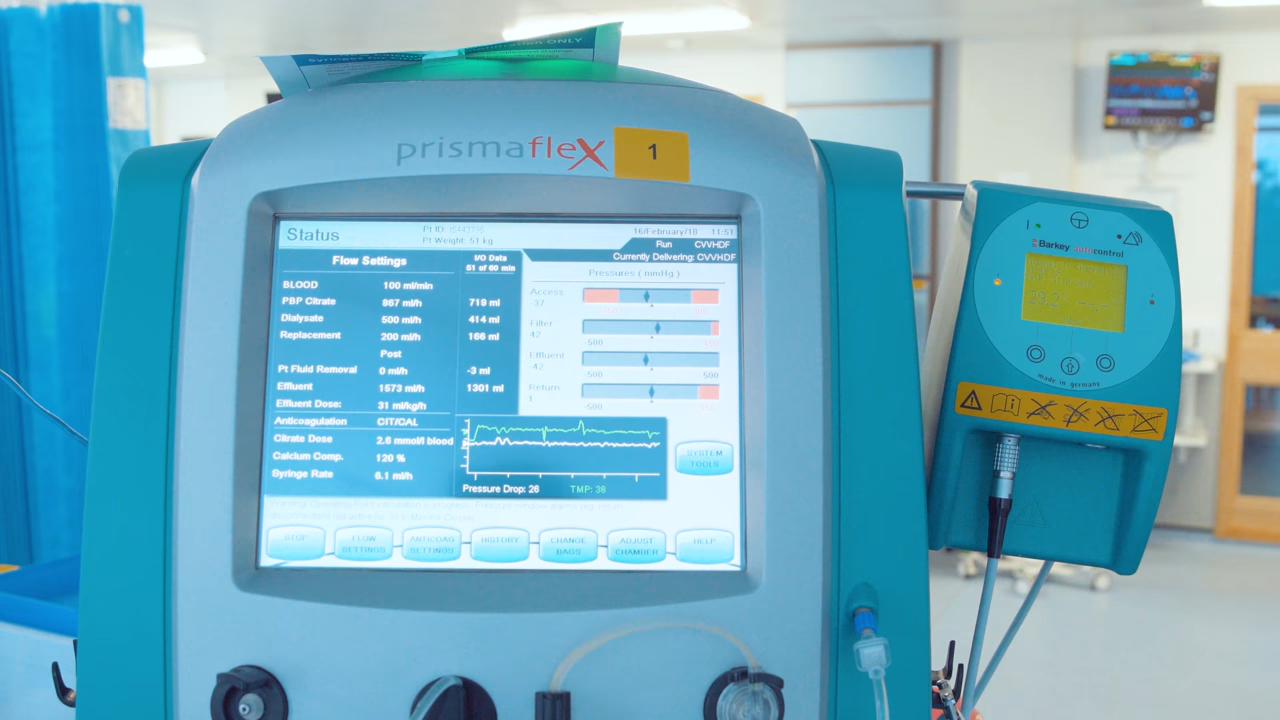 Syringes for
ONLY
prismaflex
1
Status
Pt ID:
Pt Weight: 51 kg
16/February/18 11:51
Run CVVHDF
Currently Delivering: CVVHDF
Flow Settings
I/O Data
51 of 60 min
BLOOD 100 ml/min
PBP Citrate 867 ml/h 719 ml
Dialysate 500 ml/h 414 ml
Replacement 200 ml/h 166 ml
Post
Pt Fluid Removal 0 ml/h -3 ml
Effluent 1573 ml/h 1301 ml
Effluent Dose: 31 ml/kg/h
Anticoagulation CIT/CAL
Citrate Dose 2.6 mmol/l blood
Calcium Comp. 120 %
Syringe Rate 6.1 ml/h
Pressures ( mmHg )
Access
-37
Filter
42
-500
Effluent
-42
-500 500
Return
1
-500
Pressure Drop: 26 TMP: 38
SYSTEM
TOOLS
STOP
FLOW
SETTINGS
ANTICOAG
SETTINGS
HISTORY
CHANGE
BAGS
ADJUST
CHAMBER
HELP
Barkey autocontrol
made in germany